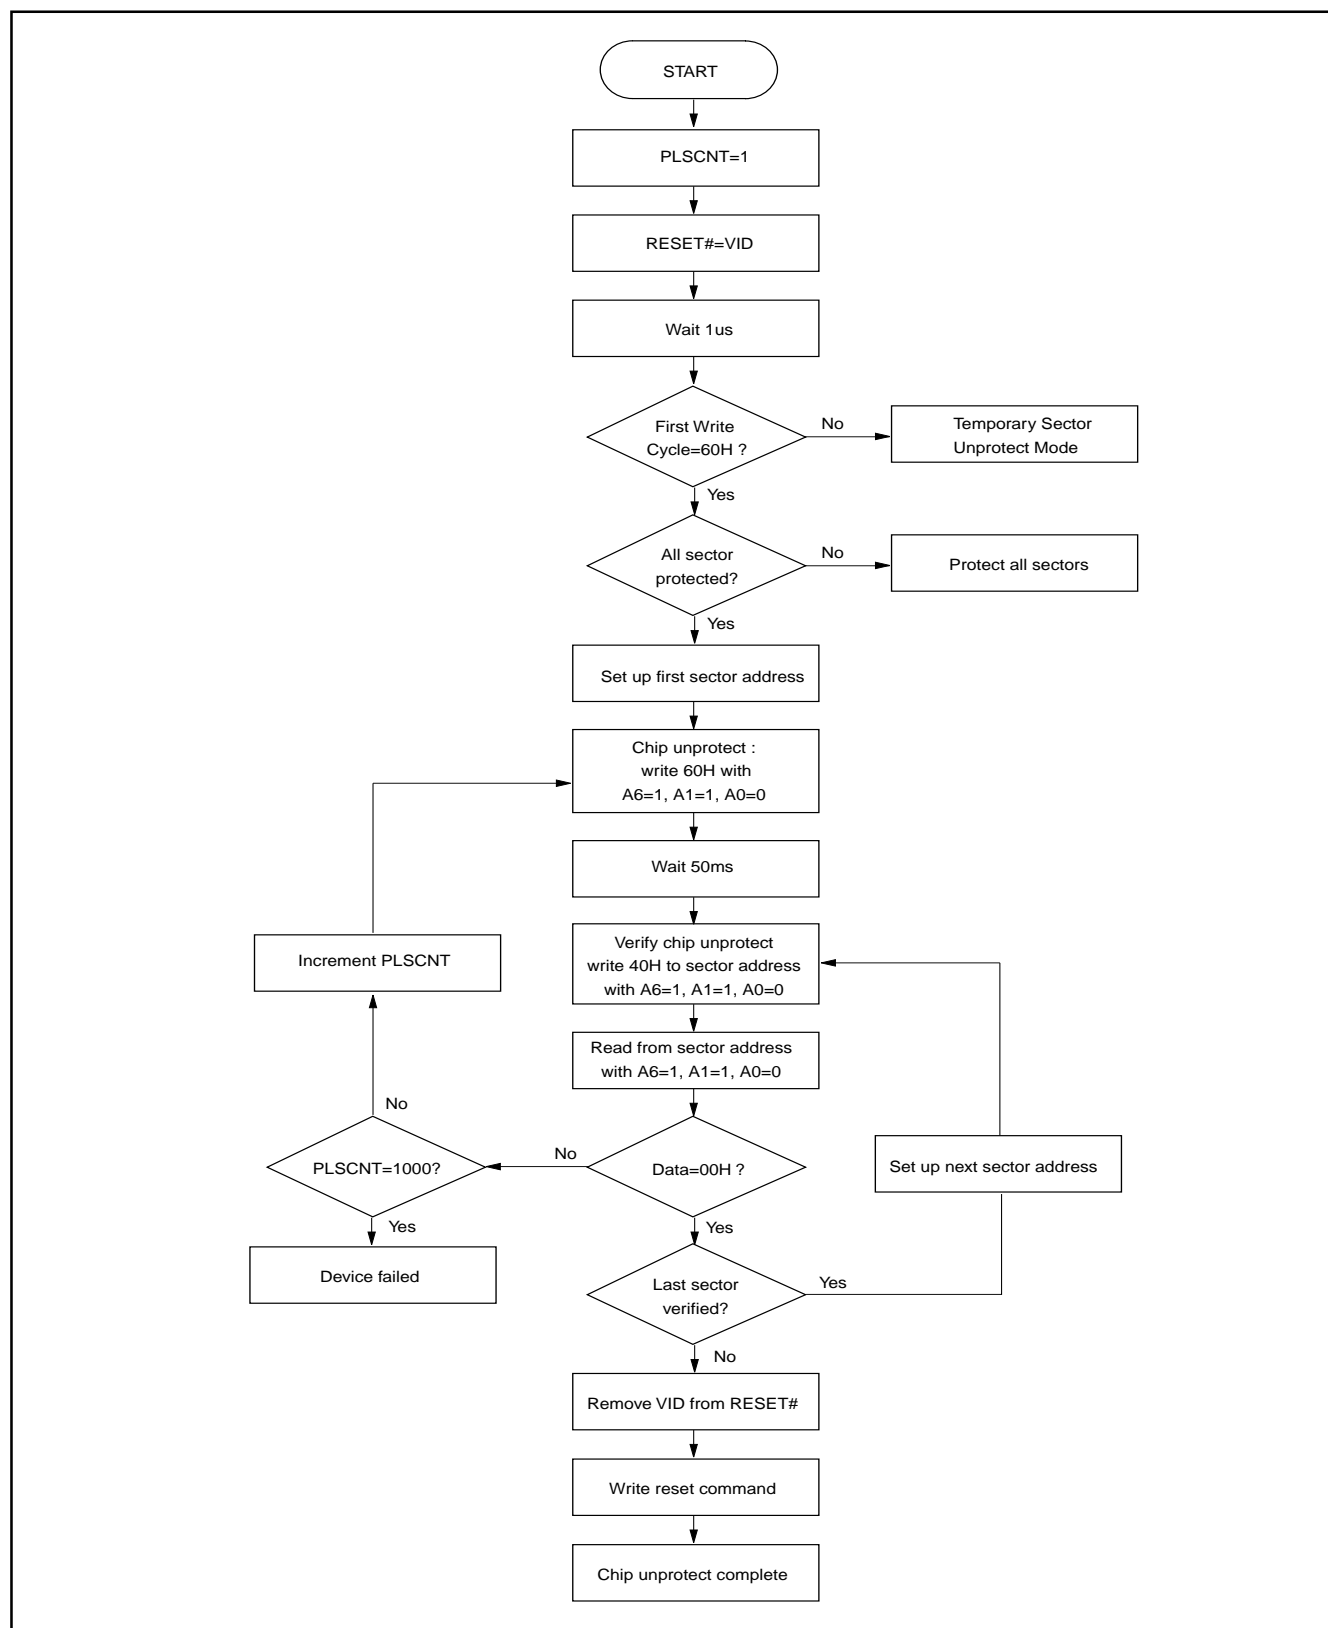 START
PLSCNT=1
RESET#=VID
Wait 1us
First Write
Cycle=60H ?
No
Temporary Sector
Unprotect Mode
Yes
All sector
protected?
No
Protect all sectors
Yes
Set up first sector address
Chip unprotect :
write 60H with
A6=1, A1=1, A0=0
Wait 50ms
Increment PLSCNT
Verify chip unprotect
write 40H to sector address
with A6=1, A1=1, A0=0
Read from sector address
with A6=1, A1=1, A0=0
No
PLSCNT=1000?
No
Data=00H ?
Set up next sector address
Yes
Yes
Device failed
Last sector
verified?
Yes
No
Remove VID from RESET#
Write reset command
Chip unprotect complete